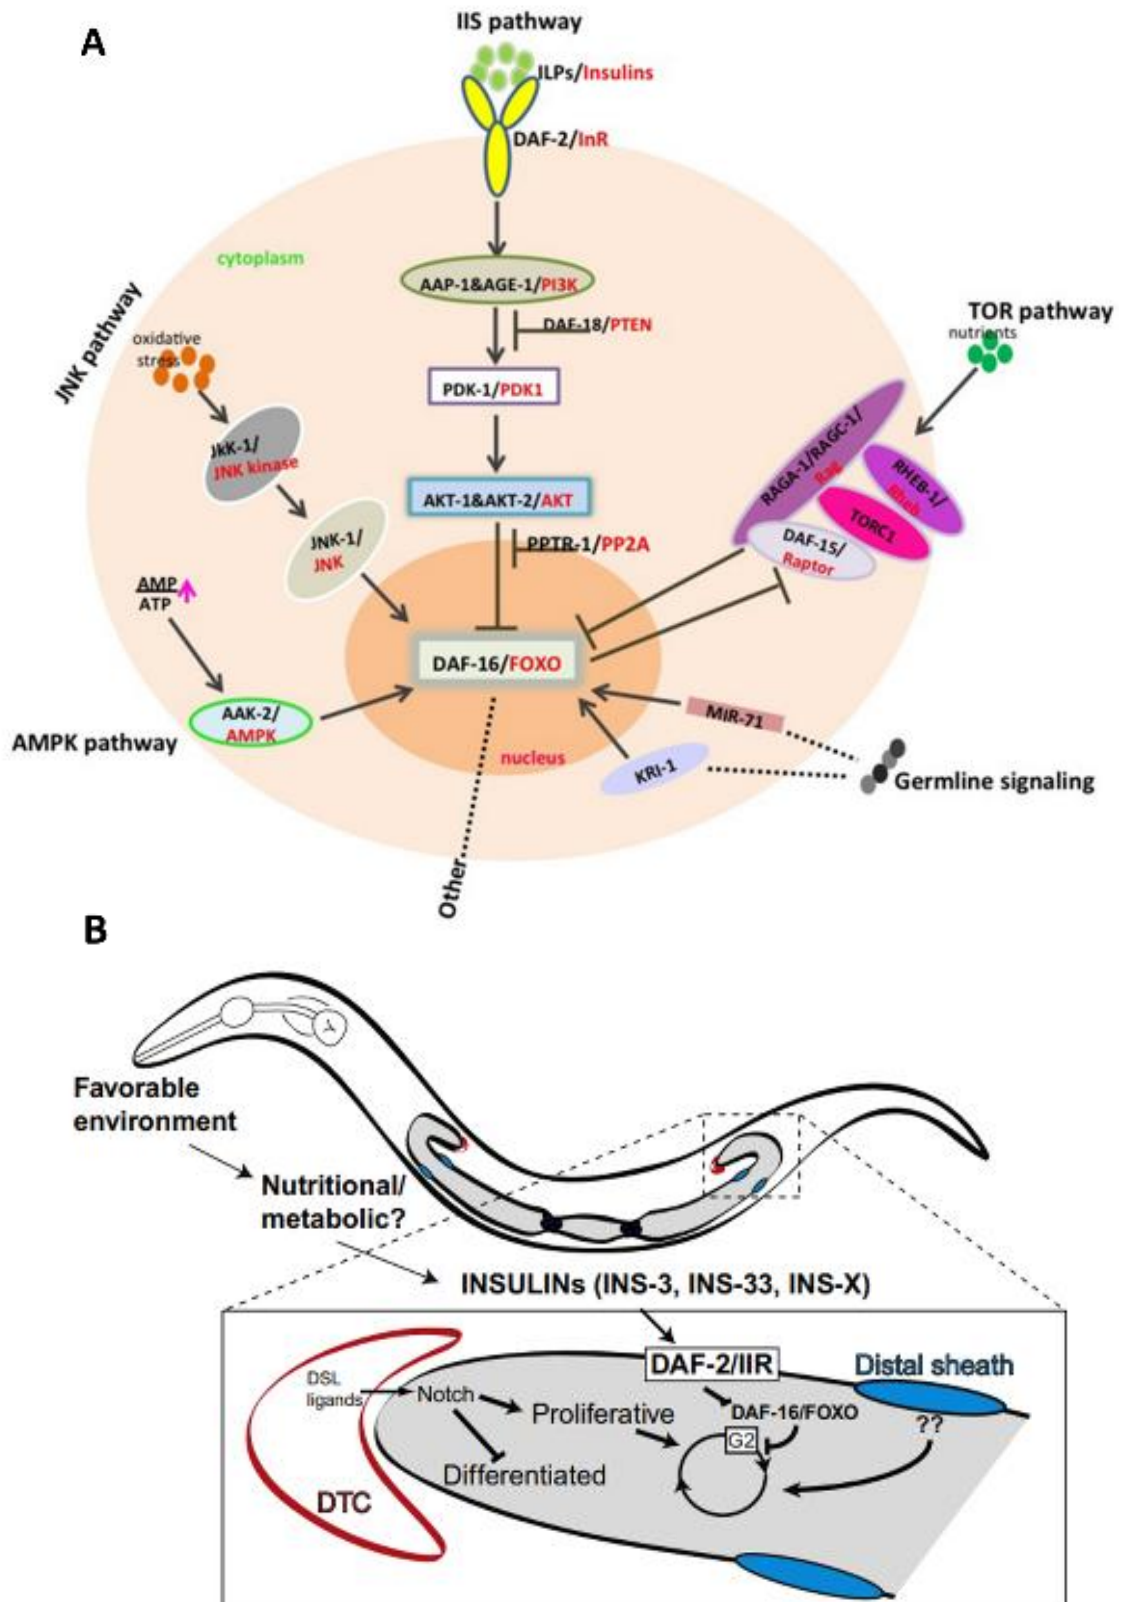 A
IIS pathway
ILPs/Insulins
DAF-2/InR
cytoplasm
AAP-1&AGE-1/PI3K
DAF-18/PTEN
PDK-1/PDK1
AKT-1&AKT-2/AKT
PPTR-1/PP2A
JNK pathway
oxidative
stress
JkK-1/
JNK kinase
JNK-1/
JNK
AMP
ATP
AAK-2/
AMPK
AMPK pathway
TOR pathway
nutrients
RAGA-1/RAGC-1/
Rag
RHEB-1/
Rheb
TORC1
DAF-15/
Raptor
DAF-16/FOXO
nucleus
MIR-71
KRI-1
Germline signaling
Other
B
Favorable
environment
Nutritional/
metabolic?
INSULINs (INS-3, INS-33, INS-X)
DAF-2/IIR
Distal sheath
DSL
ligands
Notch
Proliferative
DAF-16/FOXO
??
G2
Differentiated
DTC